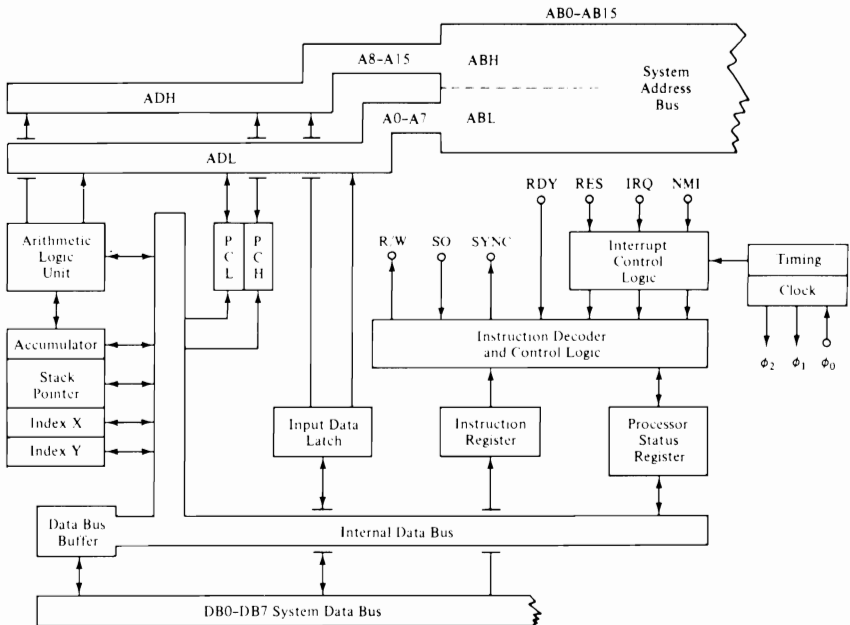 AB0-AB15
A8-A15
ABH
System
Address
Bus
ADH
A0-A7
ABL
ADL
RDY
RES
IRQ
NMI
R/W
SO
SYNC
Arithmetic
Logic
Unit
P
C
L
P
C
H
Interrupt
Control
Logic
Timing
Clock
Instruction Decoder
and Control Logic
ϕ2
ϕ1
ϕ0
Accumulator
Stack
Pointer
Index X
Index Y
Input Data
Latch
Instruction
Register
Processor
Status
Register
Data Bus
Buffer
Internal Data Bus
DB0-DB7 System Data Bus